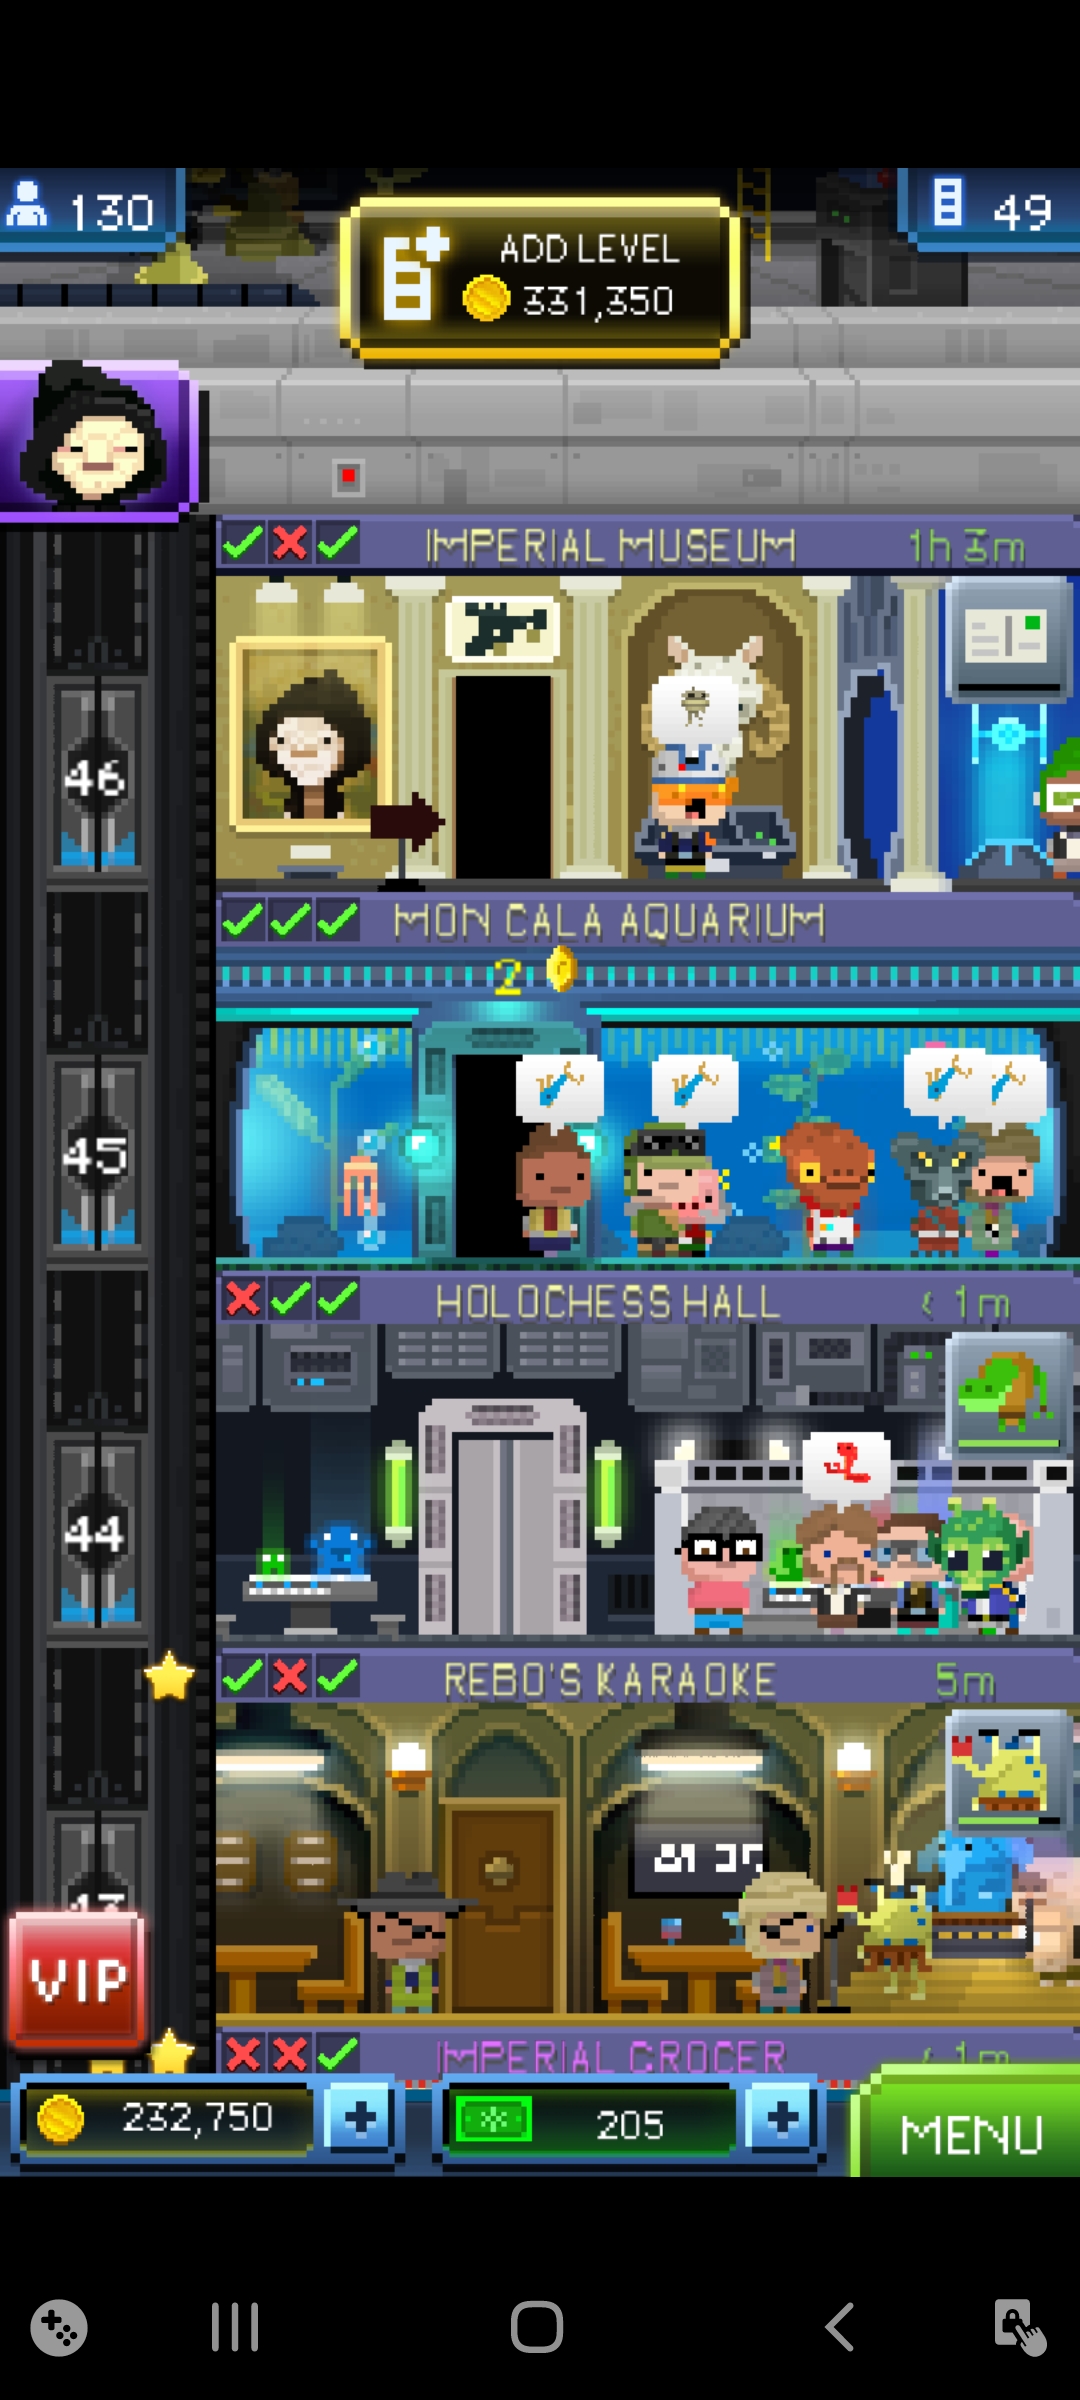 130
ADD LEVEL
331,350
49
IMPERIAL MUSEUM
1h 3m
46
MON CALA AQUARIUM
2
45
HOLOCHESS HALL
< 1m
44
REBO'S KARAOKE
5m
43
VIP
IMPERIAL GROCER
< 1m
232,750
+
205
+
MENU